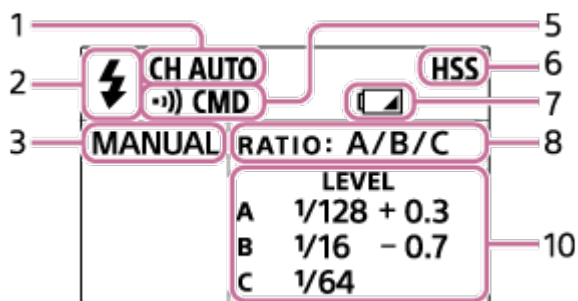 1
5
2
CH AUTO
HSS
6
•))) CMD
7
3
MANUAL
RATIO: A/B/C
8
LEVEL
A 1/128 + 0.3
B 1/16 − 0.7
10
C 1/64